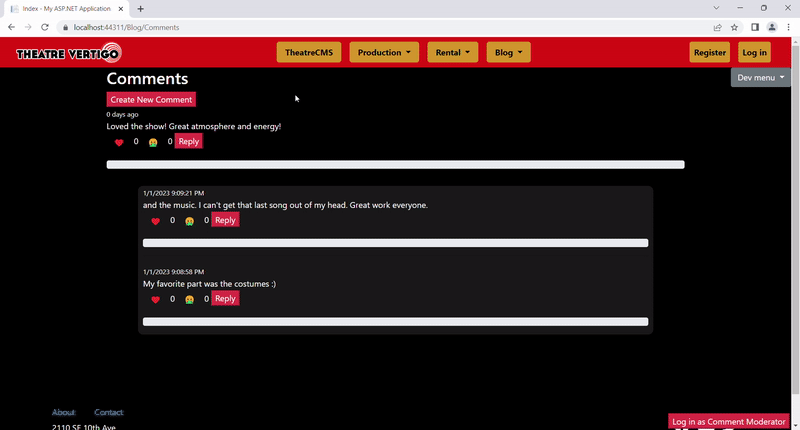 Index - My ASP.NET Application
localhost:44311/Blog/Comments
THEATRE VERTIGO
TheatreCMS
Production
Rental
Blog
Register
Log in
Comments
Dev menu
Create New Comment
0 days ago
Loved the show! Great atmosphere and energy!
0
0
Reply
1/1/2023 9:09:21 PM
and the music. I can't get that last song out of my head. Great work everyone.
0
0
Reply
1/1/2023 9:08:58 PM
My favorite part was the costumes :)
0
0
Reply
About
Contact
Log in as Comment Moderator
2110 SE 10th Ave